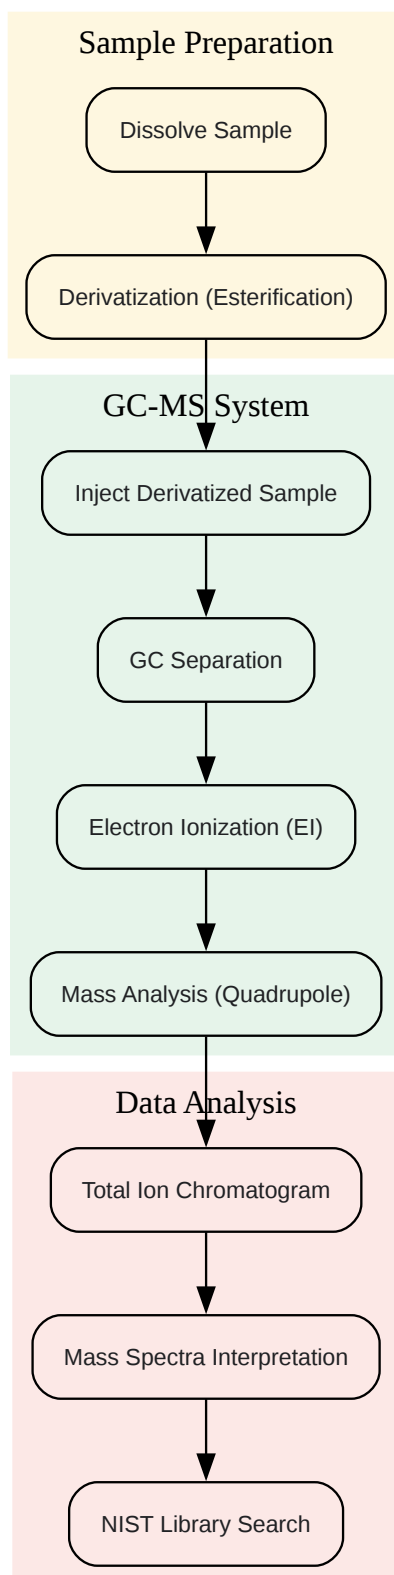 Sample Preparation
Dissolve Sample
Derivatization (Esterification)
GC-MS System
Inject Derivatized Sample
GC Separation
Electron Ionization (EI)
Mass Analysis (Quadrupole)
Data Analysis
Total Ion Chromatogram
Mass Spectra Interpretation
NIST Library Search